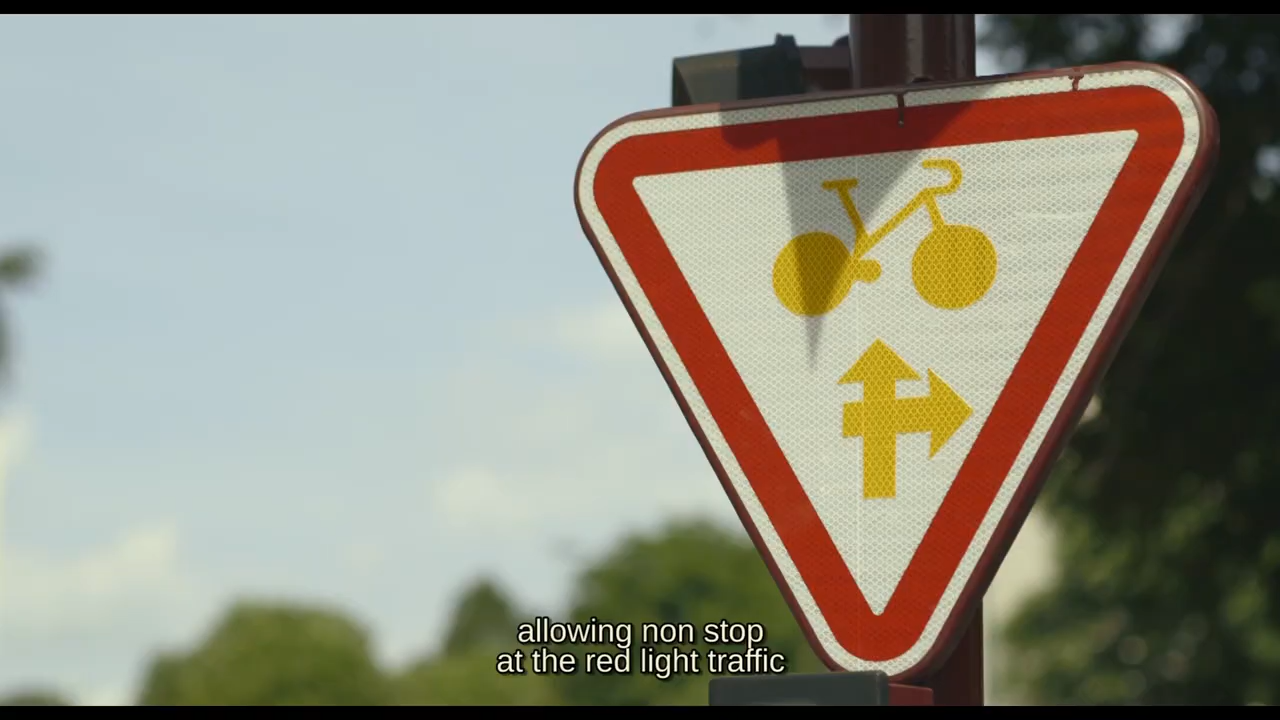 allowing non stop
at the red light traffic